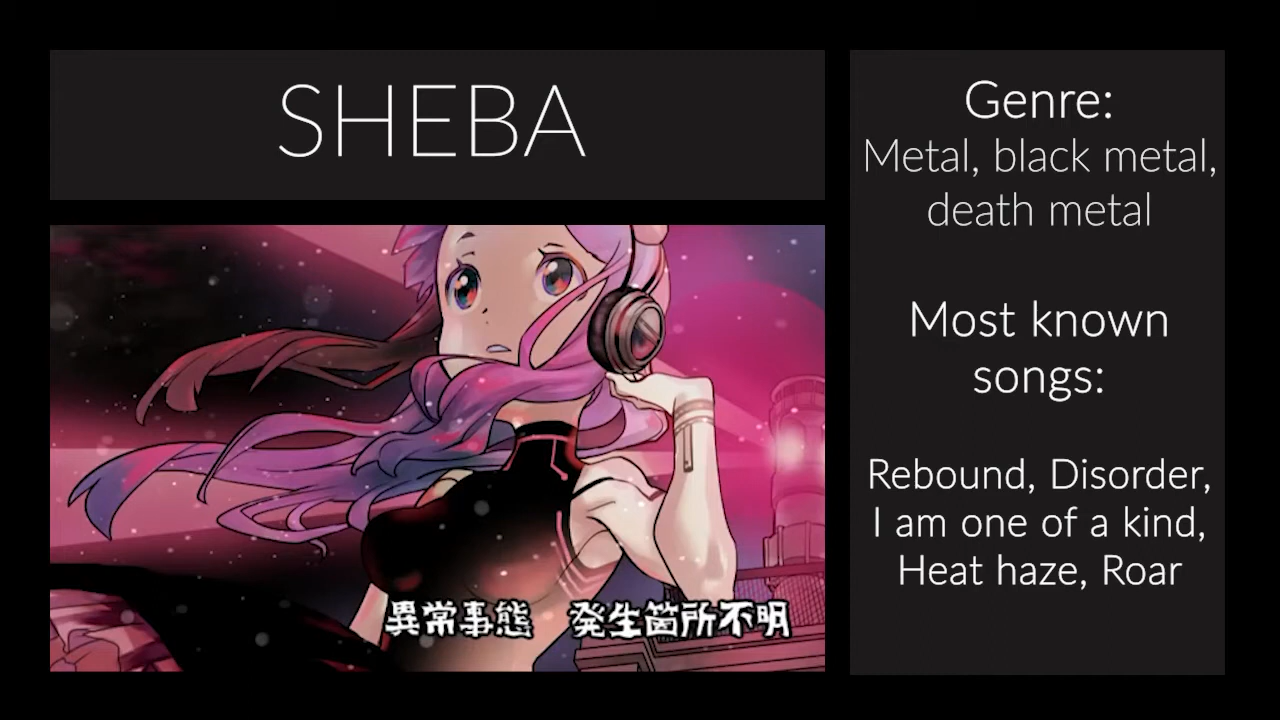 SHEBA
異常事態 発生箇所不明
Genre:
Metal, black metal,
death metal
Most known
songs:
Rebound, Disorder,
I am one of a kind,
Heat haze, Roar